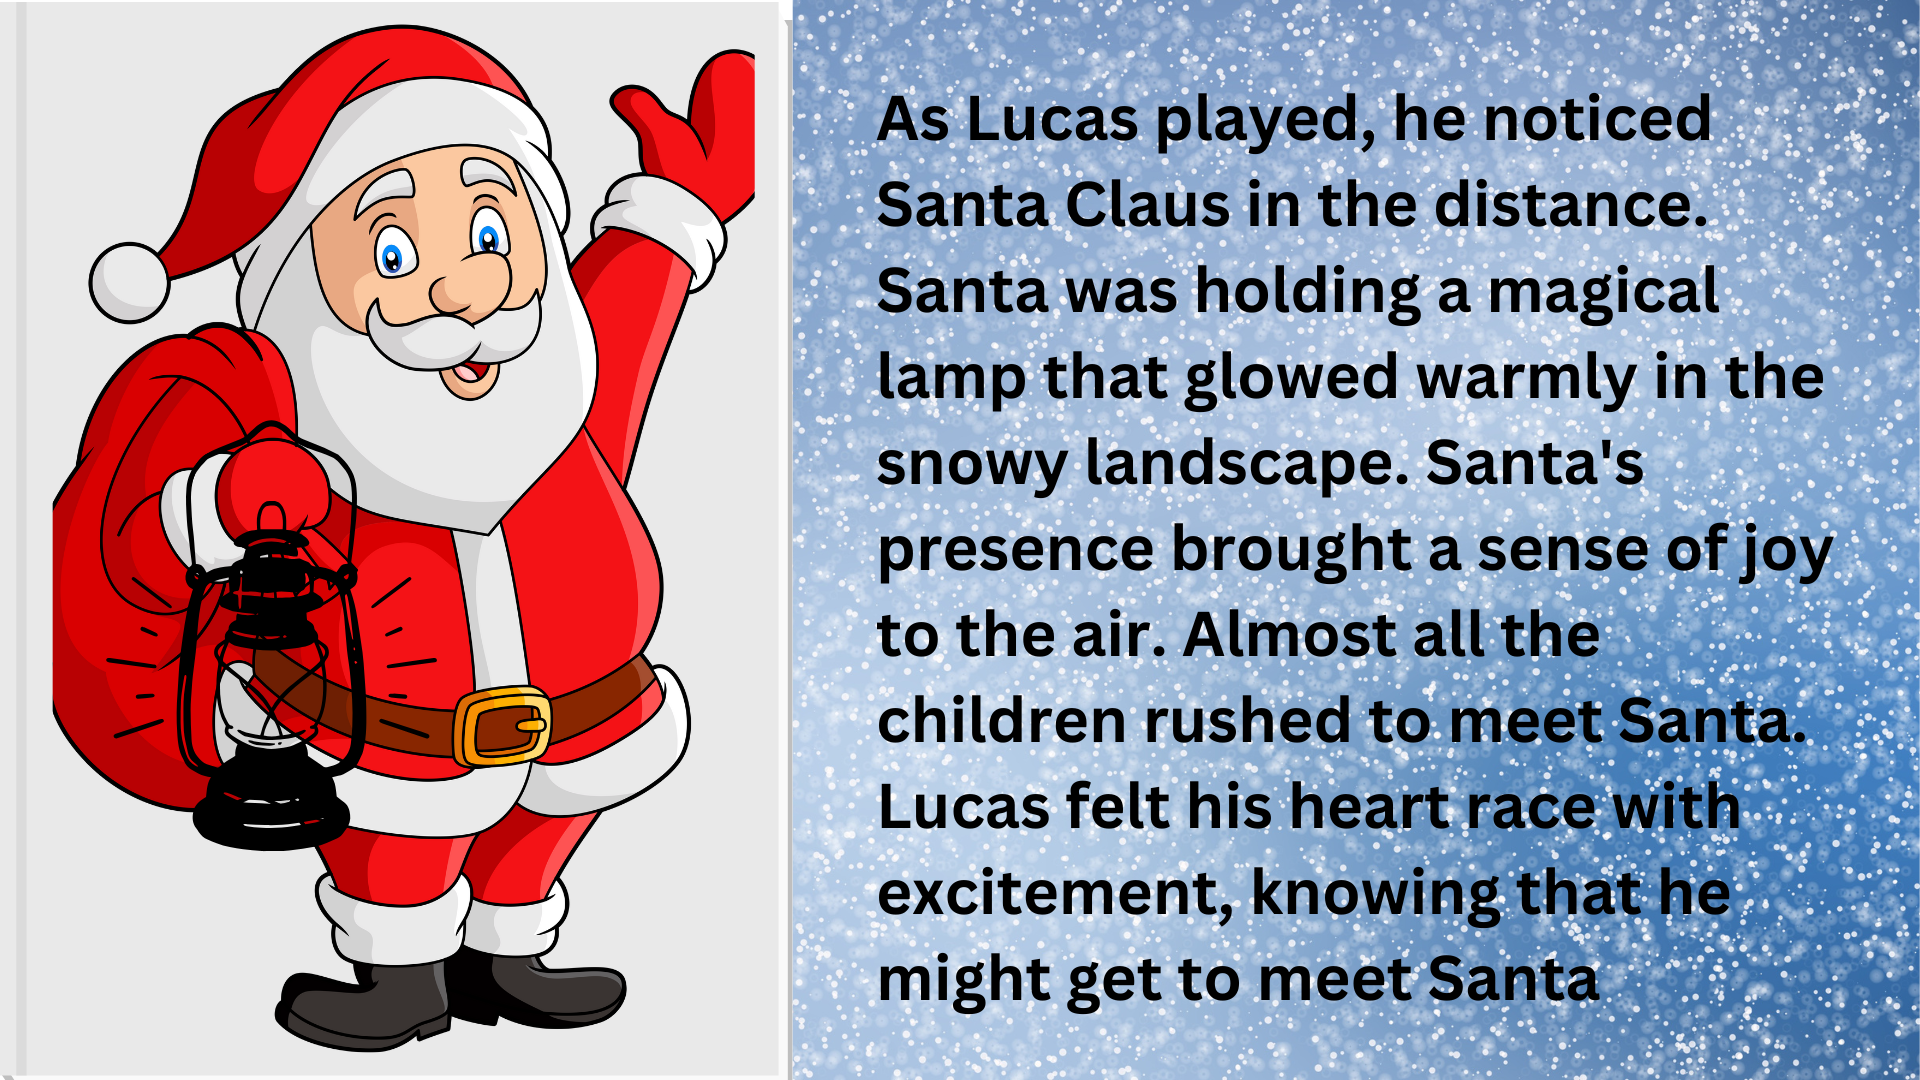 As Lucas played, he noticed
Santa Claus in the distance.
Santa was holding a magical
lamp that glowed warmly in the
snowy landscape. Santa's
presence brought a sense of joy
to the air. Almost all the
children rushed to meet Santa.
Lucas felt his heart race with
excitement, knowing that he
might get to meet Santa